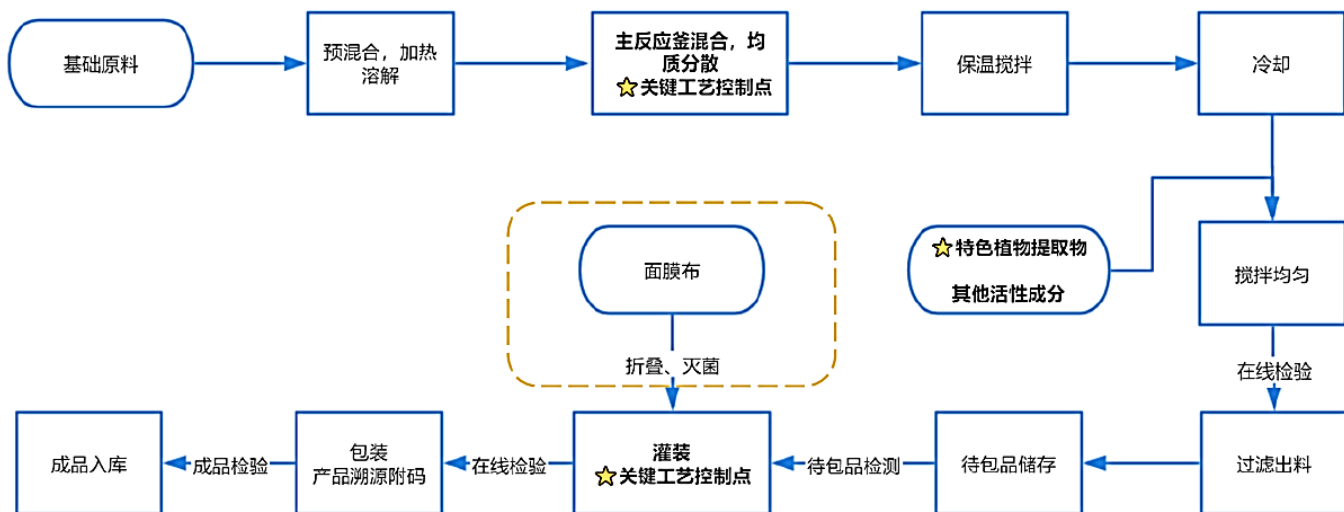 基础原料
预混合，加热
溶解
主反应釜混合，均
质分散
关键工艺控制点
保温搅拌
冷却
面膜布
特色植物提取物
其他活性成分
搅拌均匀
折叠、灭菌
在线检验
成品入库
成品检验
包装
产品溯源附码
在线检验
灌装
关键工艺控制点
待包品检测
待包品储存
过滤出料